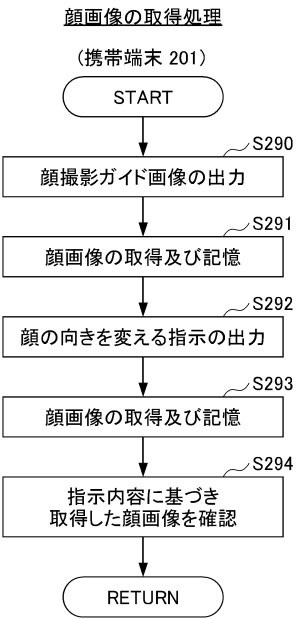 顔画像の取得処理
（携帯端末 201）
START
S290
顔撮影ガイド画像の出力
S291
顔画像の取得及び記憶
S292
顔の向きを変える指示の出力
S293
顔画像の取得及び記憶
S294
指示内容に基づき
取得した顔画像を確認
RETURN